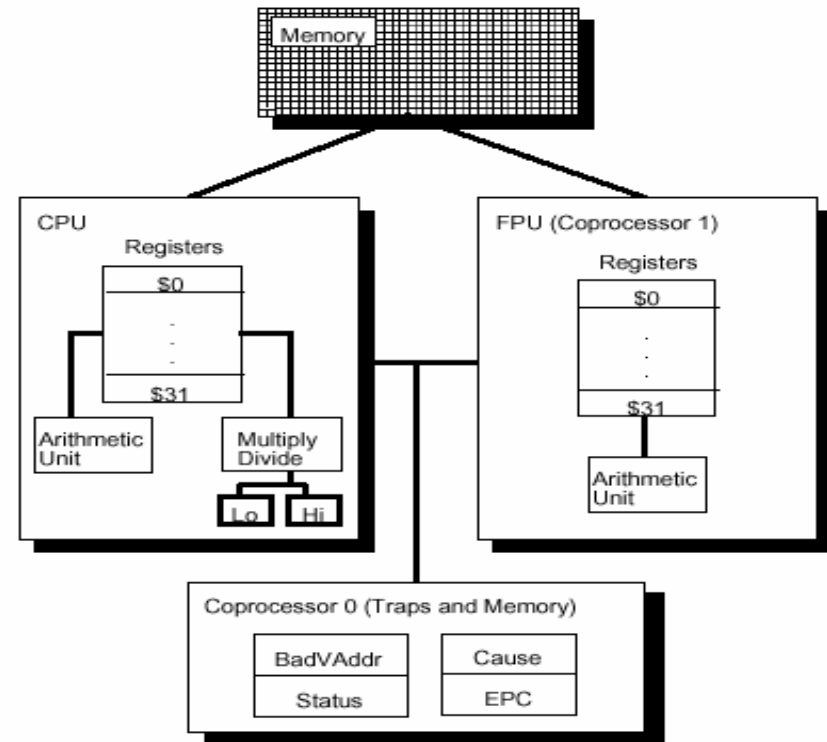 Memory
CPU
Registers
$0
.
.
.
$31
Arithmetic
Unit
Multiply
Divide
Lo
Hi
FPU (Coprocessor 1)
Registers
$0
.
.
.
$31
Arithmetic
Unit
Coprocessor 0 (Traps and Memory)
BadVAddr
Status
Cause
EPC